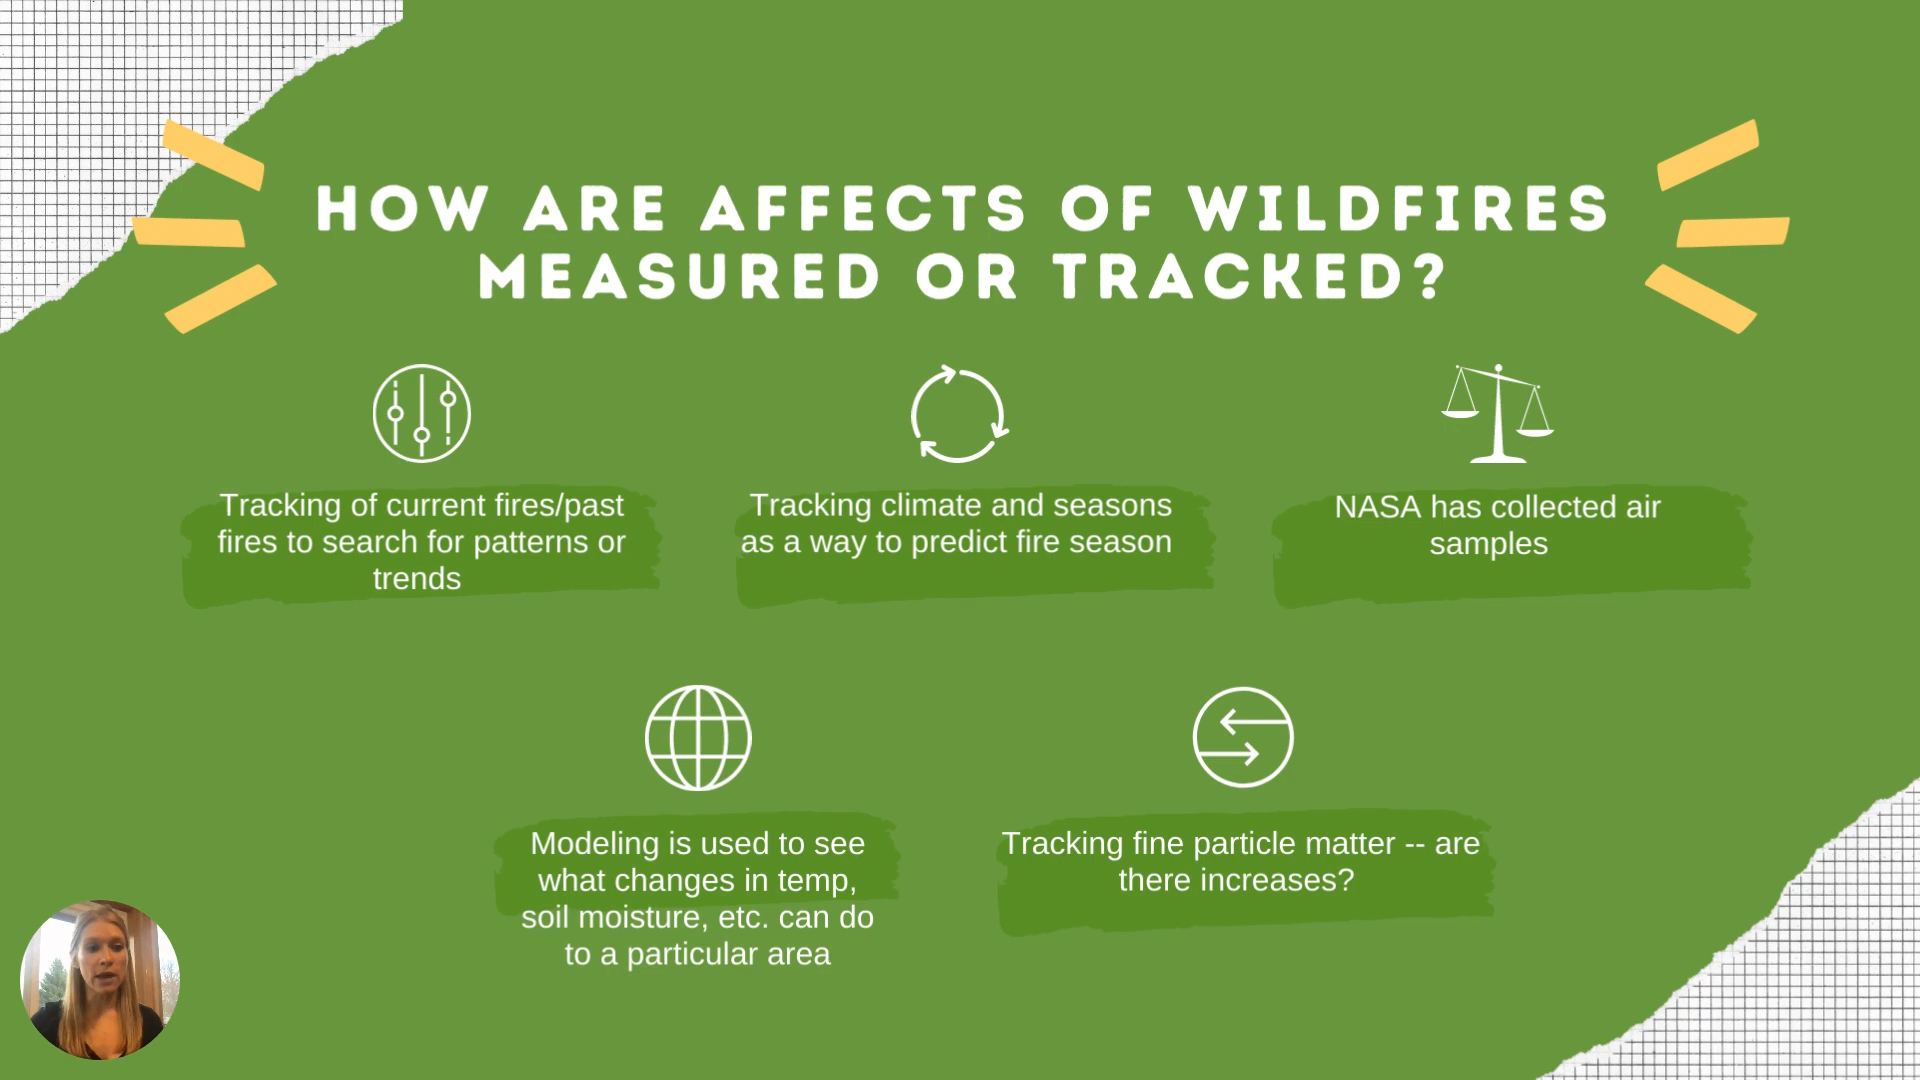 HOW ARE AFFECTS OF WILDFIRES
MEASURED OR TRACKED?
Tracking of current fires/past
fires to search for patterns or
trends
Tracking climate and seasons
as a way to predict fire season
NASA has collected air
samples
Modeling is used to see
what changes in temp,
soil moisture, etc. can do
to a particular area
Tracking fine particle matter -- are
there increases?